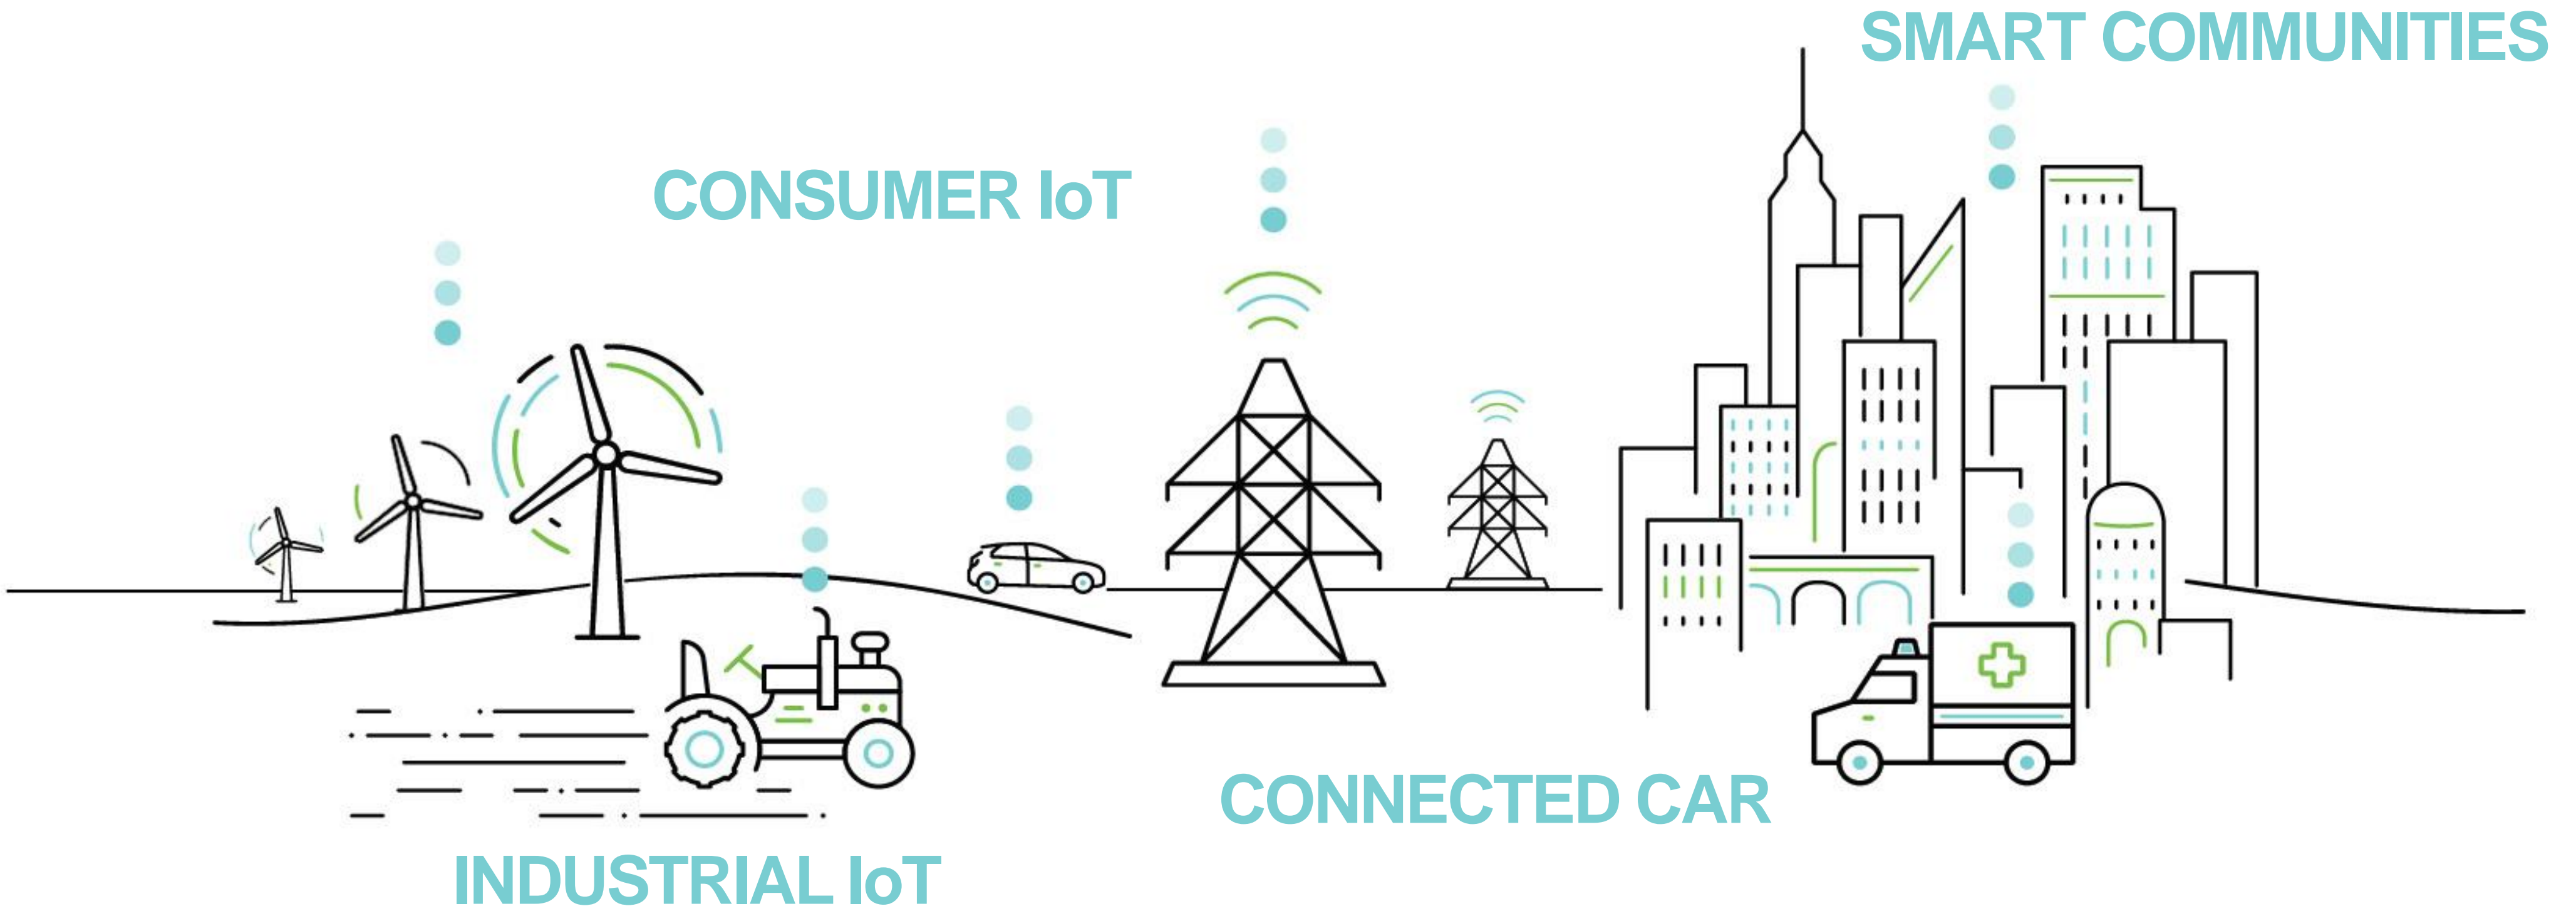 SMART COMMUNITIES
CONSUMER IoT
CONNECTED CAR
INDUSTRIAL IoT